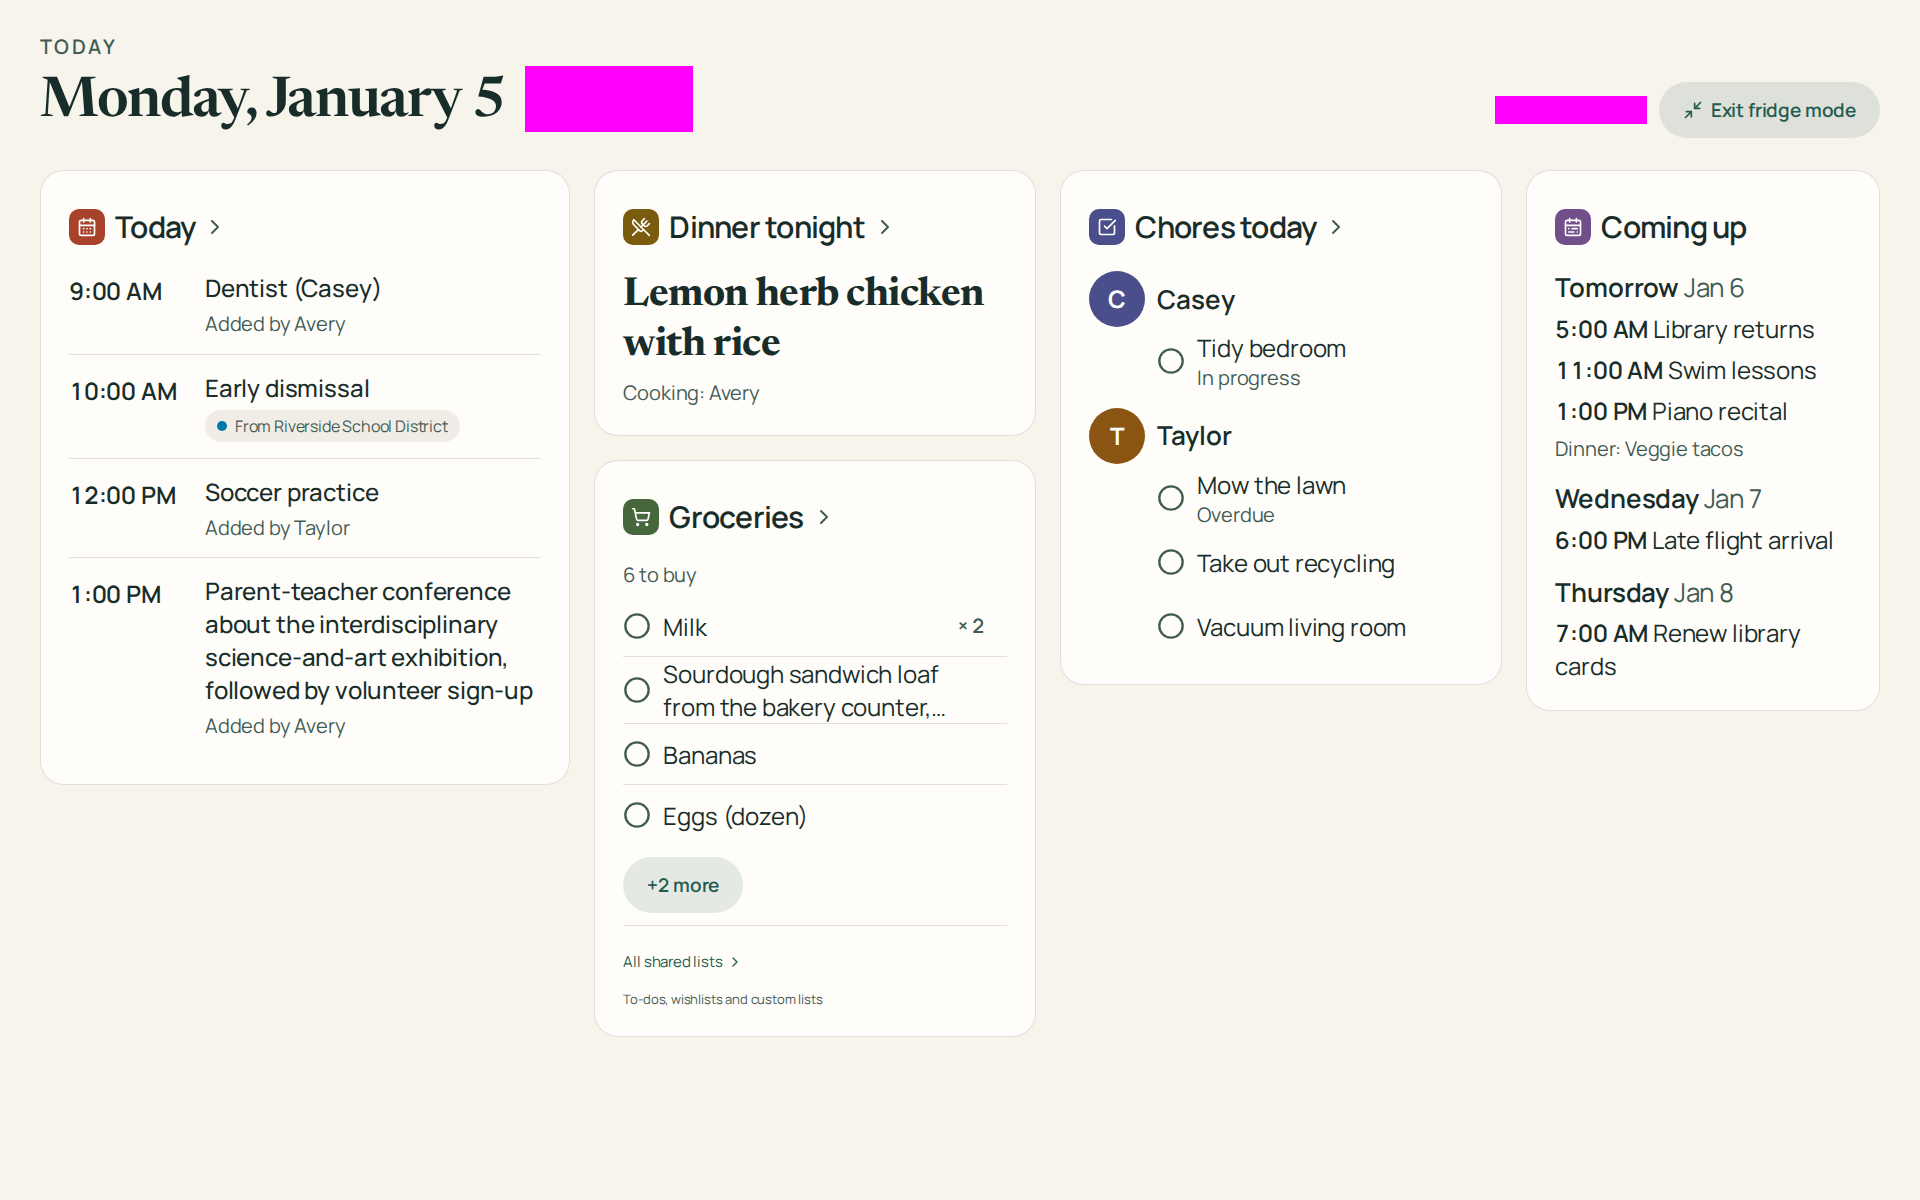 TODAY
Monday, January 5
Exit fridge mode
Today
9:00 AM Dentist (Casey)
Added by Avery
10:00 AM Early dismissal
From Riverside School District
12:00 PM Soccer practice
Added by Taylor
1:00 PM Parent-teacher conference
about the interdisciplinary
science-and-art exhibition,
followed by volunteer sign-up
Added by Avery
Dinner tonight
Lemon herb chicken
with rice
Cooking: Avery
Groceries
6 to buy
Milk × 2
Sourdough sandwich loaf
from the bakery counter,…
Bananas
Eggs (dozen)
+2 more
All shared lists
To-dos, wishlists and custom lists
Chores today
C Casey
Tidy bedroom
In progress
T Taylor
Mow the lawn
Overdue
Take out recycling
Vacuum living room
Coming up
Tomorrow Jan 6
5:00 AM Library returns
11:00 AM Swim lessons
1:00 PM Piano recital
Dinner: Veggie tacos
Wednesday Jan 7
6:00 PM Late flight arrival
Thursday Jan 8
7:00 AM Renew library
cards